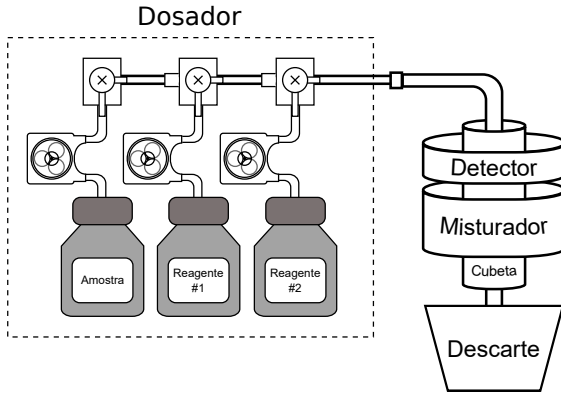 Dosador
Detector
Misturador
Cubeta
Descarte
Amostra
Reagente
#1
Reagente
#2